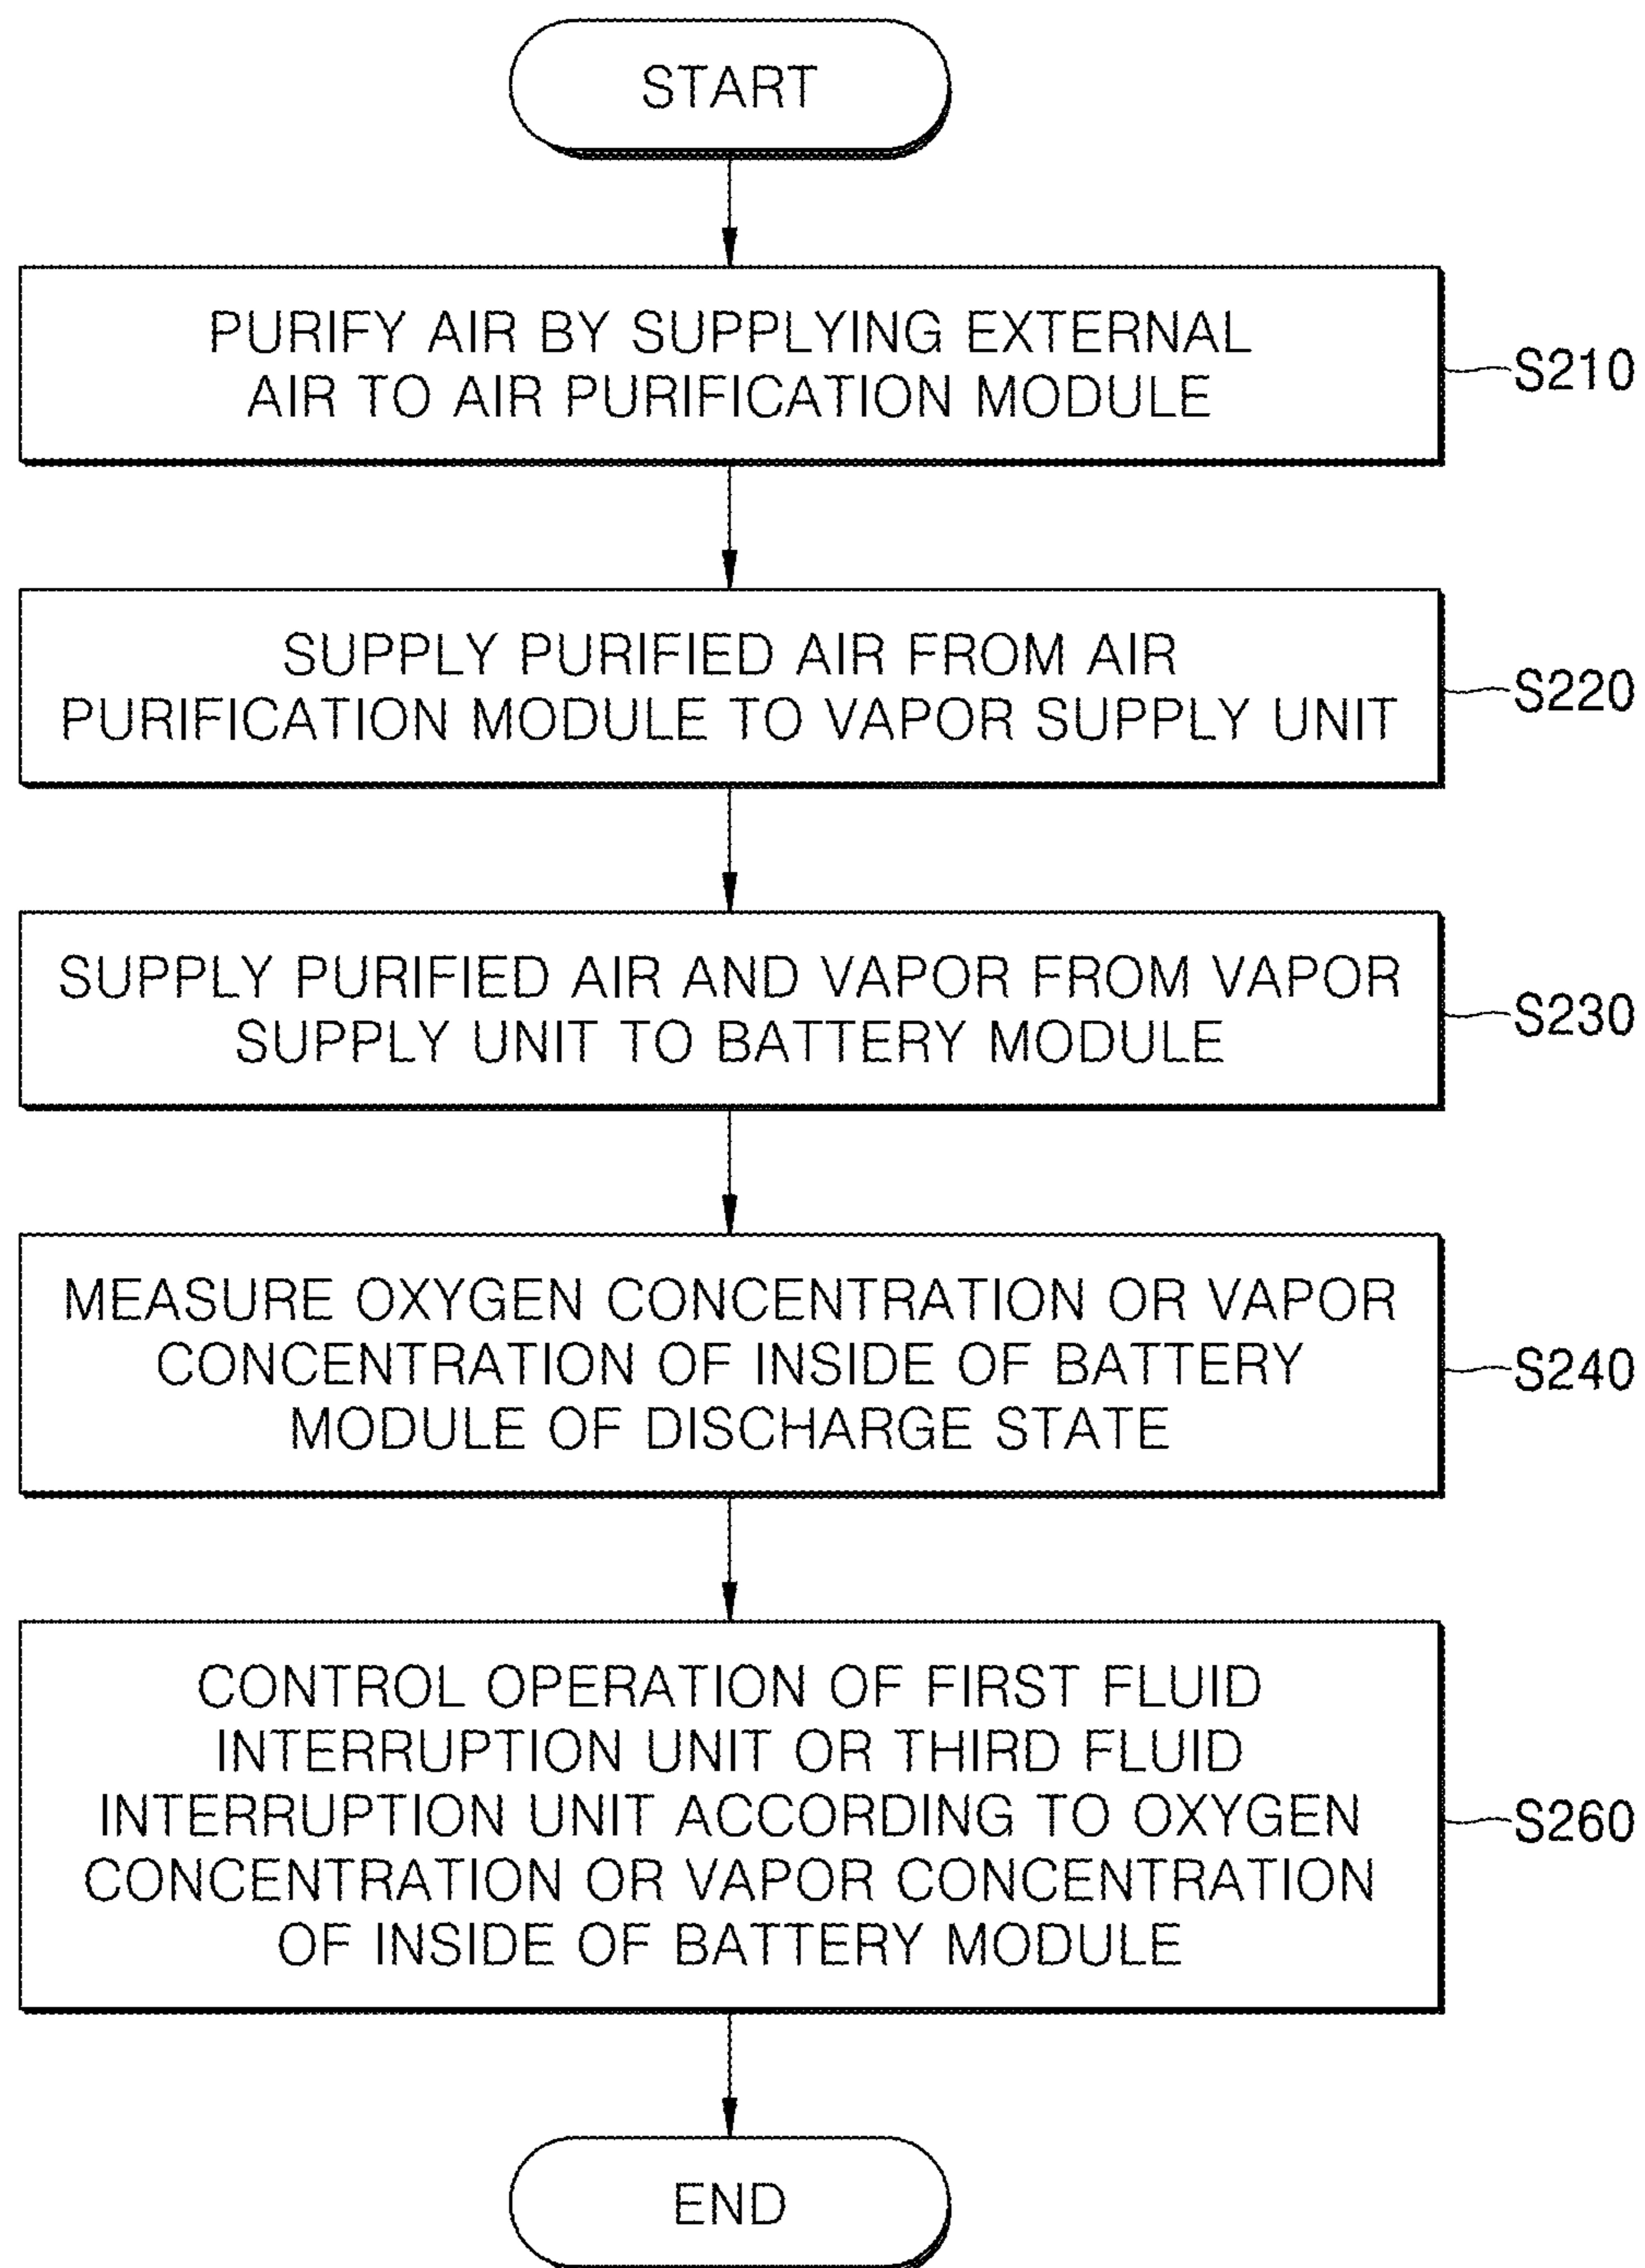 START
PURIFY AIR BY SUPPLYING EXTERNAL
AIR TO AIR PURIFICATION MODULE
S210
SUPPLY PURIFIED AIR FROM AIR
PURIFICATION MODULE TO VAPOR SUPPLY UNIT
S220
SUPPLY PURIFIED AIR AND VAPOR FROM VAPOR
SUPPLY UNIT TO BATTERY MODULE
S230
MEASURE OXYGEN CONCENTRATION OR VAPOR
CONCENTRATION OF INSIDE OF BATTERY
MODULE OF DISCHARGE STATE
S240
CONTROL OPERATION OF FIRST FLUID
INTERRUPTION UNIT OR THIRD FLUID
INTERRUPTION UNIT ACCORDING TO OXYGEN
CONCENTRATION OR VAPOR CONCENTRATION
OF INSIDE OF BATTERY MODULE
S260
END